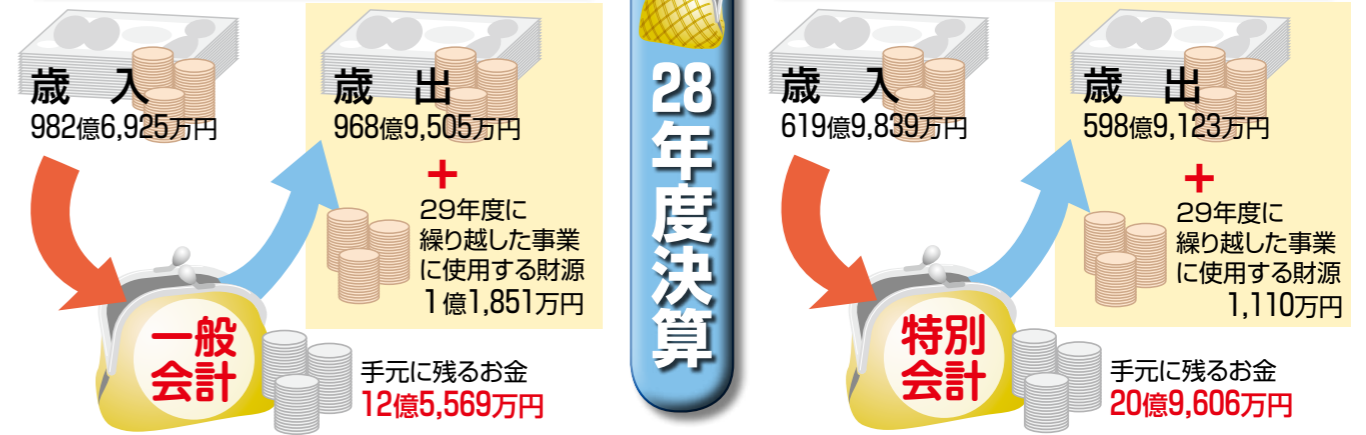 歳入
982億6,925万円
歳出
968億9,505万円
+
29年度に
繰り越した事業
に使用する財源
1億1,851万円
一般
会計
手元に残るお金
12億5,569万円
28年度決算
歳入
619億9,839万円
歳出
598億9,123万円
+
29年度に
繰り越した事業
に使用する財源
1,110万円
特別
会計
手元に残るお金
20億9,606万円